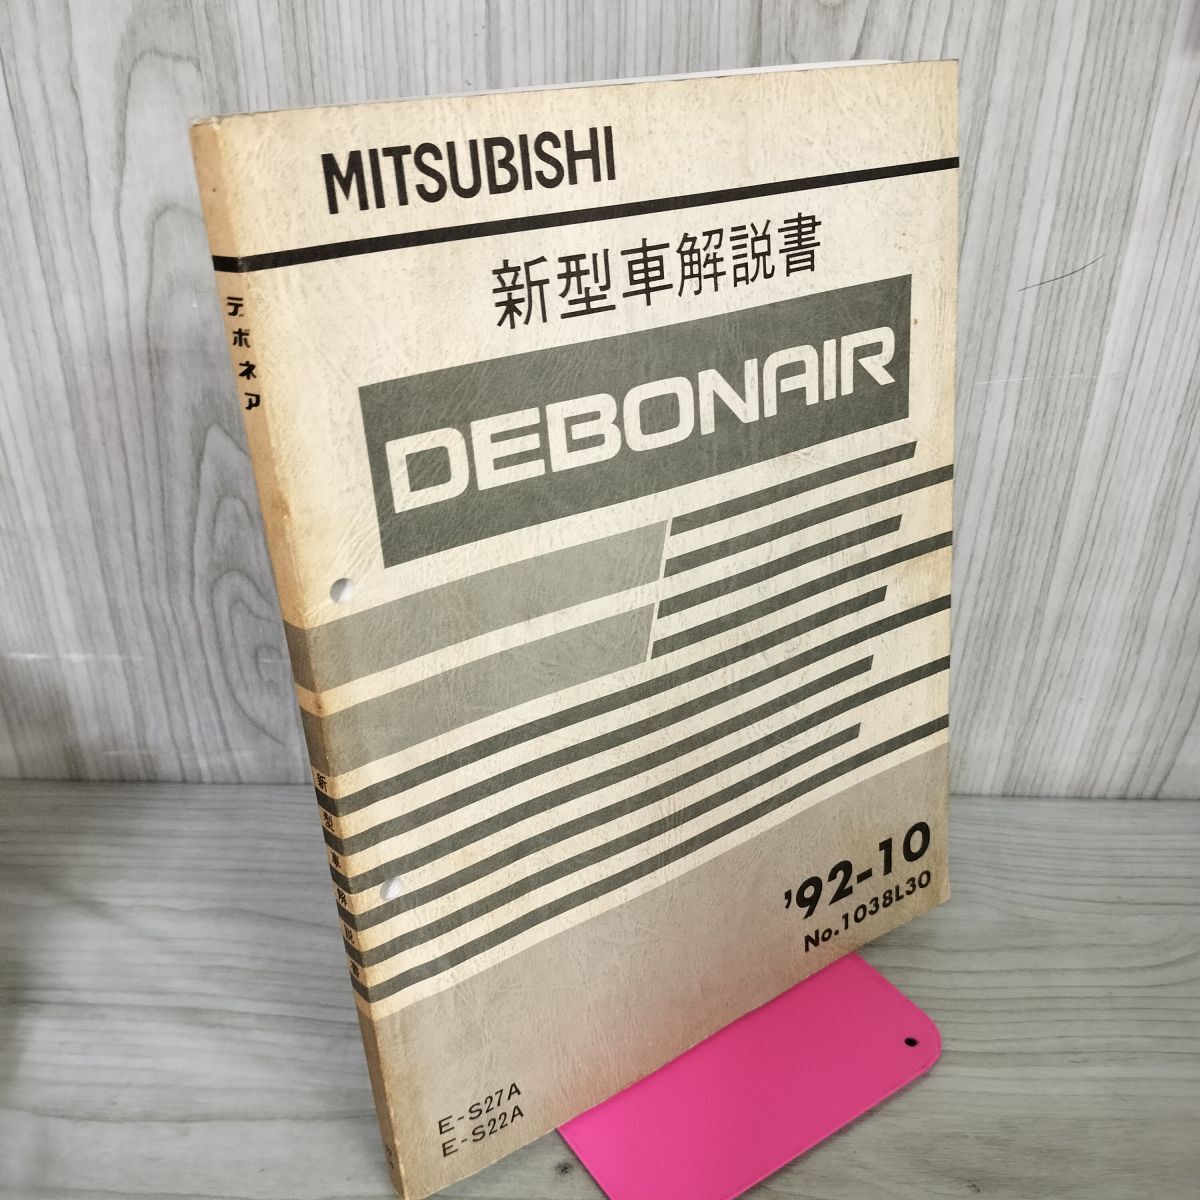 MITSUBISHI
新型車解説書
DEBONAIR
'92-10
No.1038L30
E-S27A
E-S22A
デボネア
新型車解説書